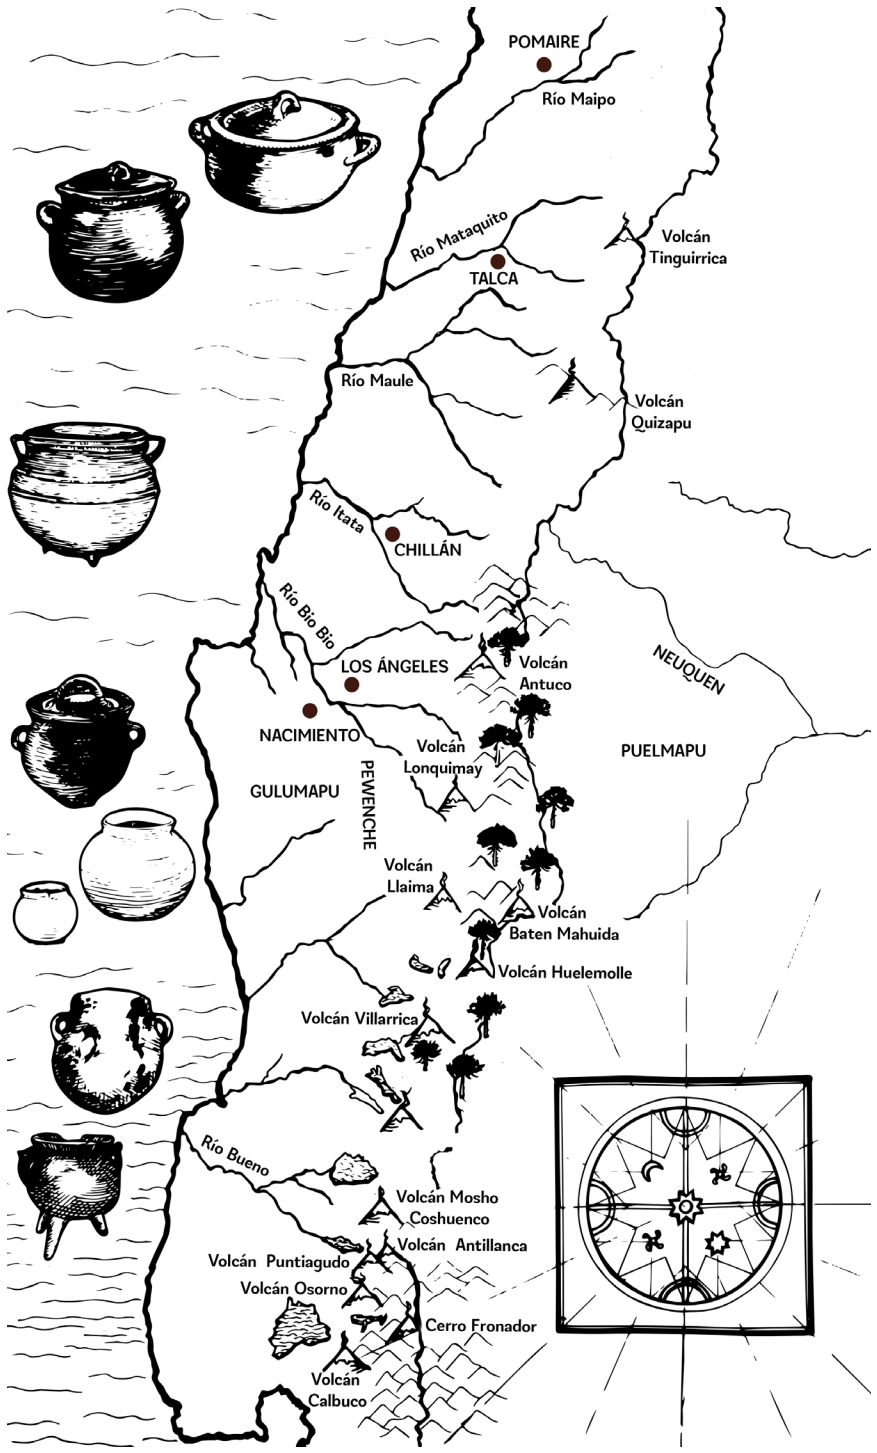 POMAIRE
Río Maipo
Río Mataquito
TALCA
Volcán
Tinguirrica
Río Maule
Volcán
Quizapu
Río Itata
CHILLÁN
Río Bio Bio
LOS ÁNGELES
Volcán
Antuco
NEUQUEN
NACIMIENTO
Volcán
Lonquimay
PUELMAPU
GULUMAPU
PEWENCHE
Volcán
Llaima
Volcán
Baten Mahuida
Volcán Huelemolle
Volcán Villarrica
Río Bueno
Volcán Mosho
Coshuenco
Volcán Antillanca
Volcán Puntiagudo
Volcán Osorno
Cerro Fronador
Volcán
Calbuco